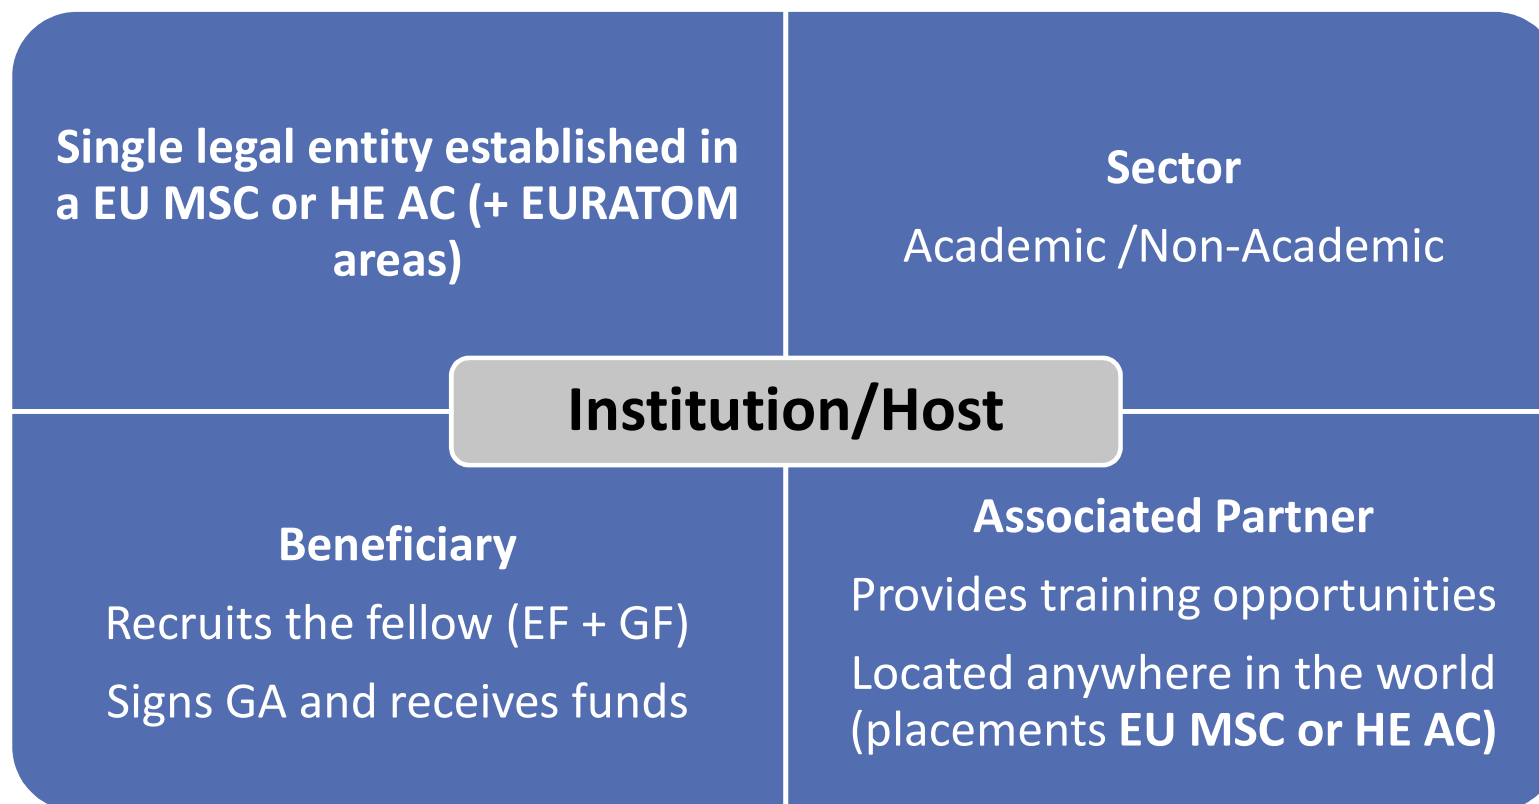 Single legal entity established in
a EU MSC or HE AC (+ EURATOM
areas)
Sector
Academic /Non-Academic
Institution/Host
Beneficiary
Recruits the fellow (EF + GF)
Signs GA and receives funds
Associated Partner
Provides training opportunities
Located anywhere in the world
(placements EU MSC or HE AC)